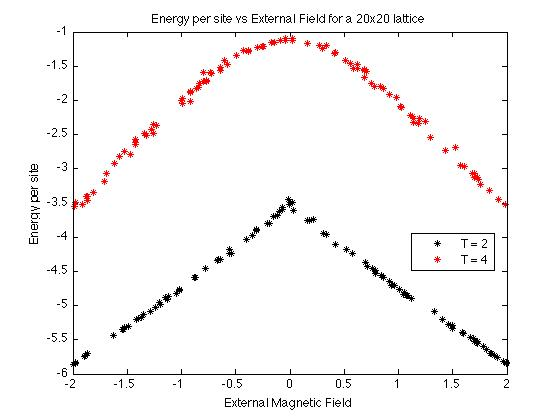 Energy per site vs External Field for a 20x20 lattice
-1
-1.5
-2
-2.5
-3
-3.5
-4
-4.5
-5
-5.5
-6
Energy per site
T = 2
T = 4
-2 -1.5 -1 -0.5 0 0.5 1 1.5 2
External Magnetic Field